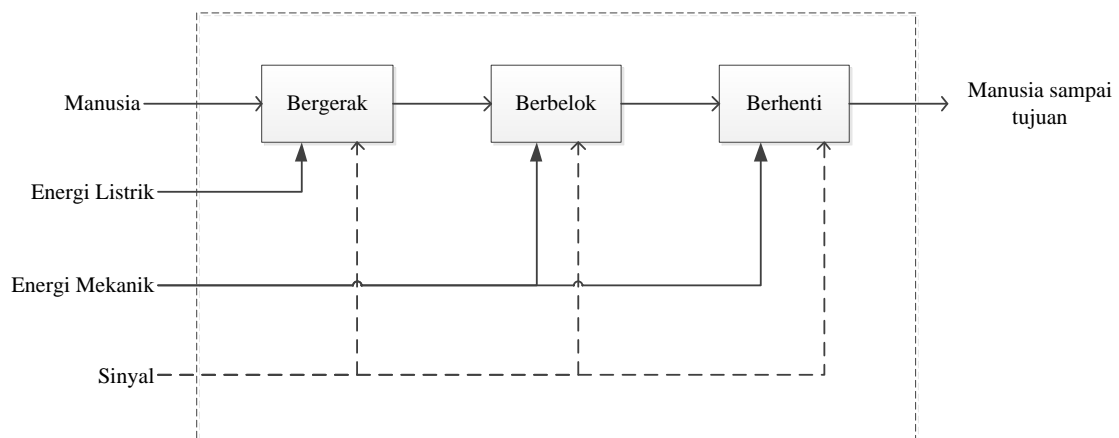 Manusia
Bergerak
Berbelok
Berhenti
Manusia sampai
tujuan
Energi Listrik
Energi Mekanik
Sinyal